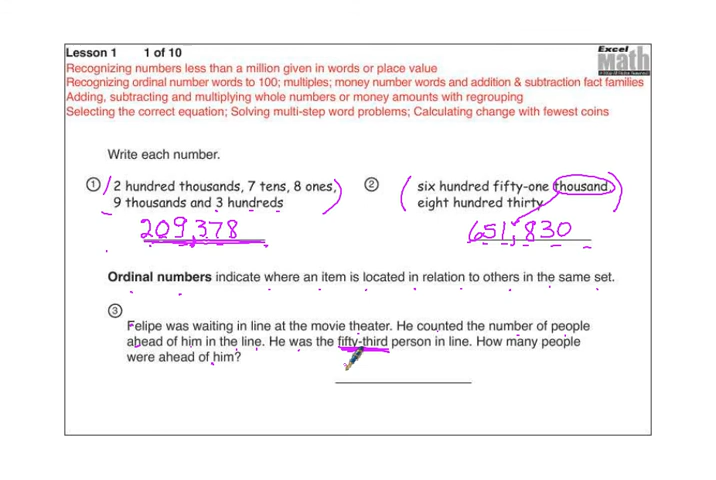 Lesson 1 1 of 10
Excel
Math
Recognizing numbers less than a million given in words or place value
Recognizing ordinal number words to 100; multiples; money number words and addition & subtraction fact families
Adding, subtracting and multiplying whole numbers or money amounts with regrouping
Selecting the correct equation; Solving multi-step word problems; Calculating change with fewest coins
Write each number.
1 2 hundred thousands, 7 tens, 8 ones,
9 thousands and 3 hundreds
209,378
2 six hundred fifty-one thousand,
eight hundred thirty
651,830
Ordinal numbers indicate where an item is located in relation to others in the same set.
3
Felipe was waiting in line at the movie theater. He counted the number of people
ahead of him in the line. He was the fifty-third person in line. How many people
were ahead of him?